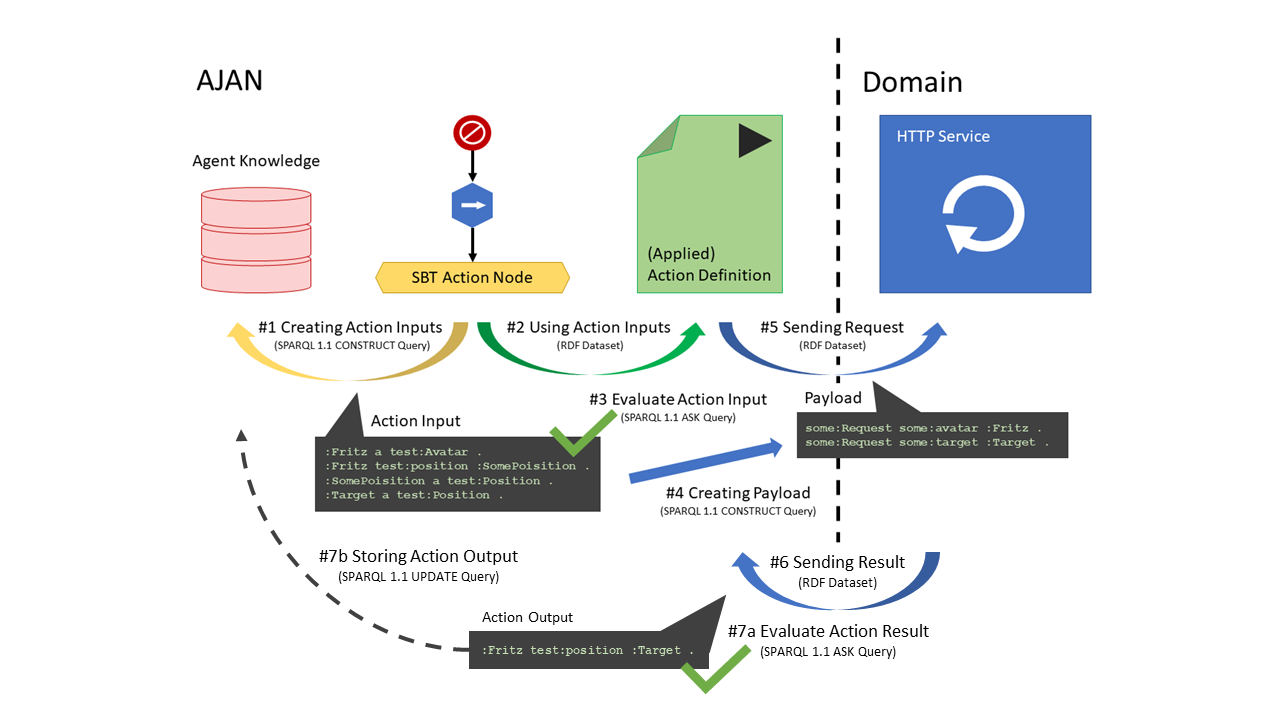 AJAN
Domain
HTTP Service
Agent Knowledge
(Applied)
Action Definition
SBT Action Node
#1 Creating Action Inputs
(SPARQL 1.1 CONSTRUCT Query)
#2 Using Action Inputs
(RDF Dataset)
#5 Sending Request
(RDF Dataset)
#3 Evaluate Action Input
(SPARQL 1.1 ASK Query)
Payload
some:Request some:avatar :Fritz .
some:Request some:target :Target .
Action Input
:Fritz a test:Avatar .
:Fritz test:position :SomePoisition .
:SomePoisition a test:Position .
:Target a test:Position .
#4 Creating Payload
(SPARQL 1.1 CONSTRUCT Query)
#7b Storing Action Output
(SPARQL 1.1 UPDATE Query)
#6 Sending Result
(RDF Dataset)
Action Output
:Fritz test:position :Target .
#7a Evaluate Action Result
(SPARQL 1.1 ASK Query)